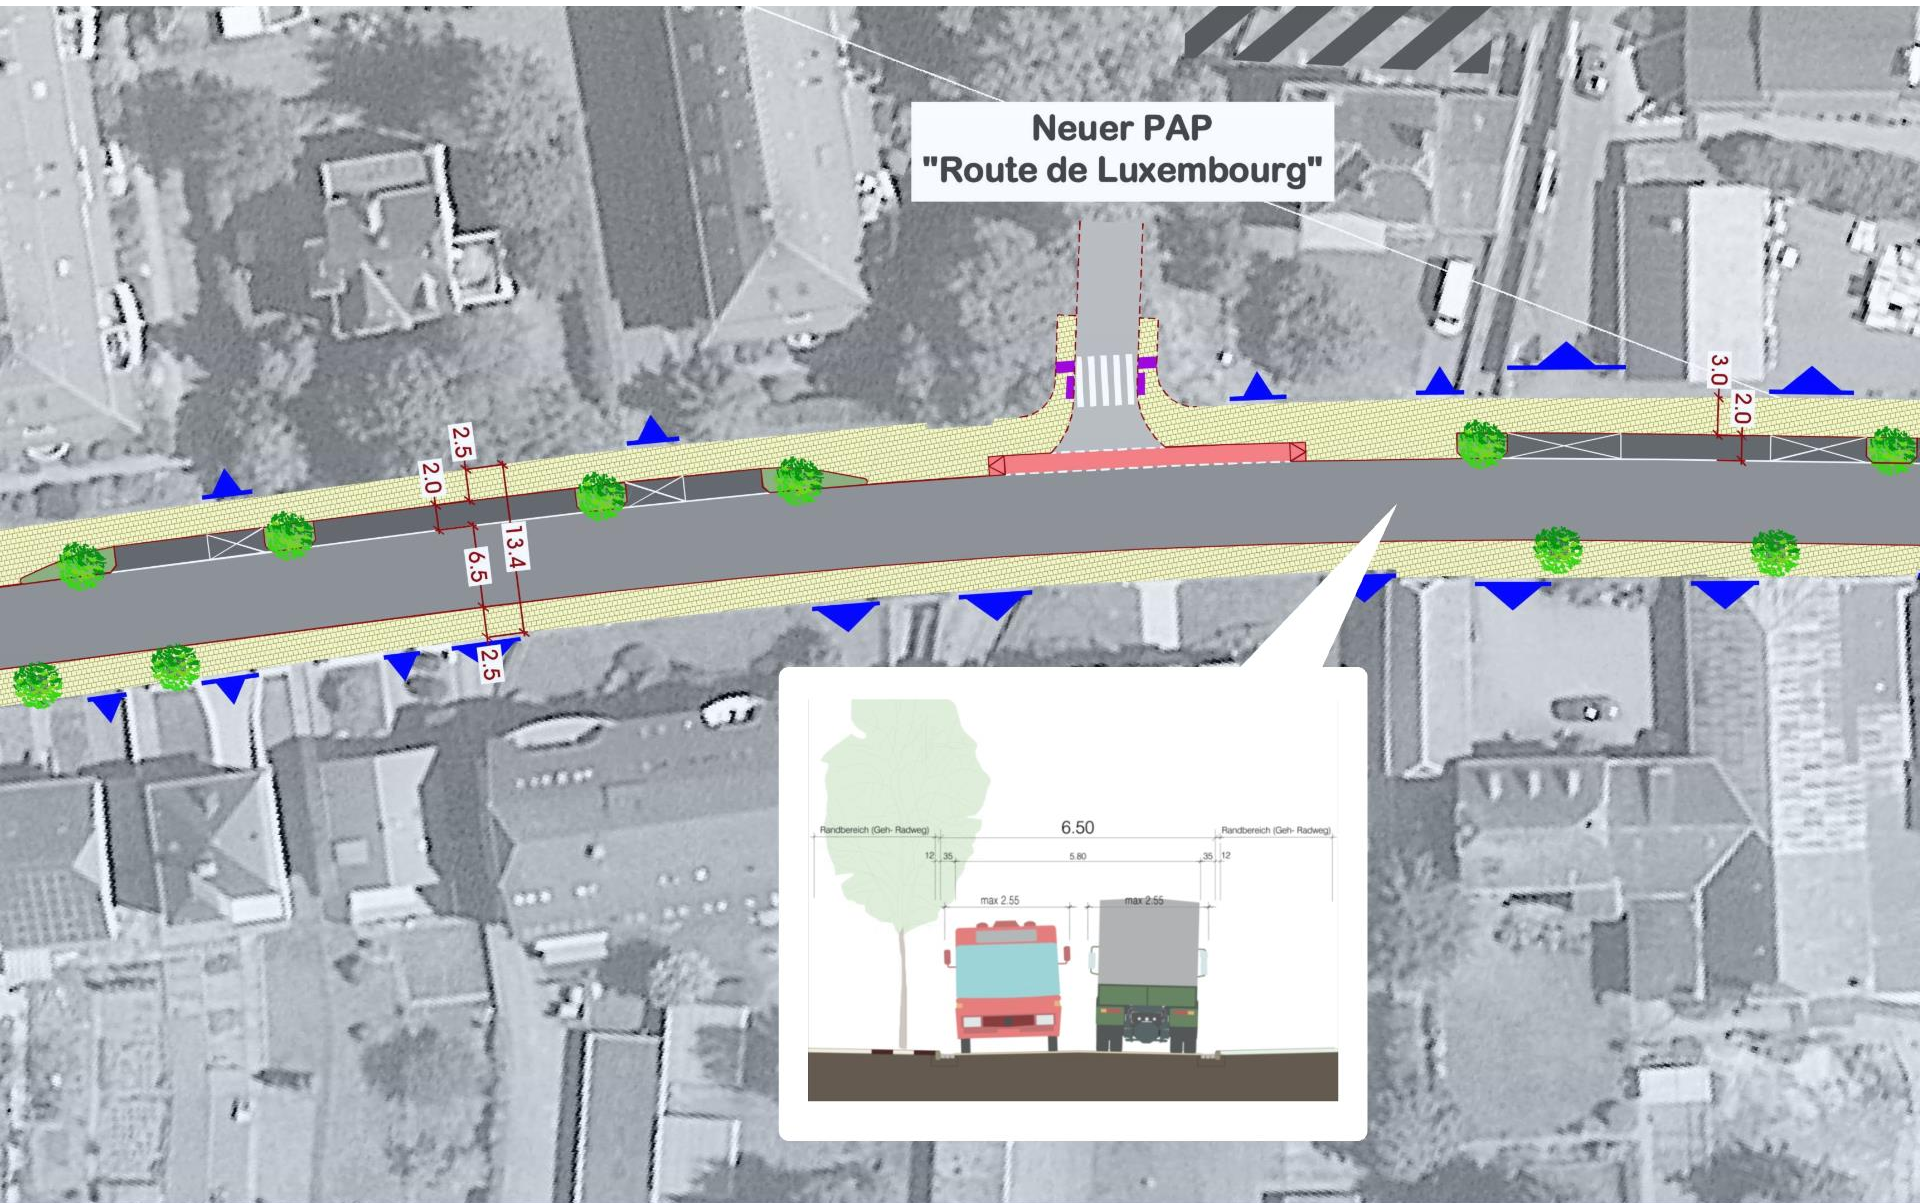 Neuer PAP
"Route de Luxembourg"
3.0
2.0
2.5
2.0
13.4
6.5
2.5
6.50
Randbereich (Geh- Radweg)
Randbereich (Geh- Radweg)
12 35 5.80 35 12
max 2.55
max 2.55